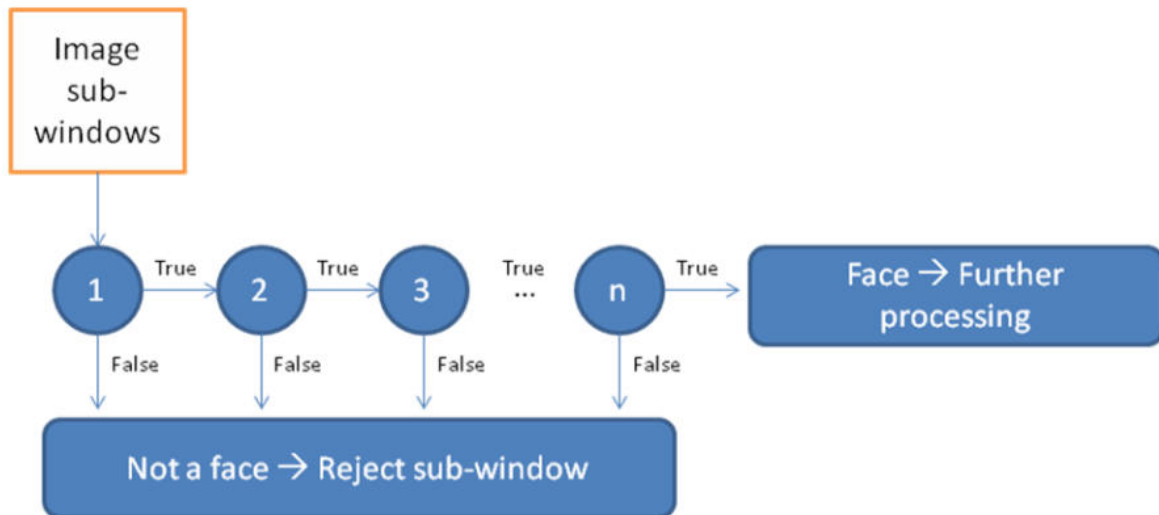 Image
sub-
windows
True
True
True
True
1
2
3
...
n
Face → Further
processing
False
False
False
False
Not a face → Reject sub-window